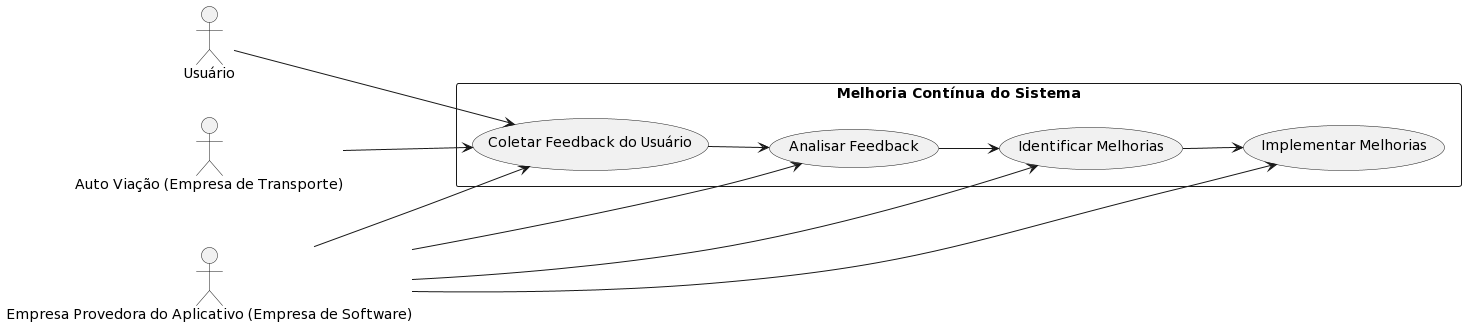 Usuário
Melhoria Contínua do Sistema
Coletar Feedback do Usuário
Analisar Feedback
Identificar Melhorias
Implementar Melhorias
Auto Viação (Empresa de Transporte)
Empresa Provedora do Aplicativo (Empresa de Software)